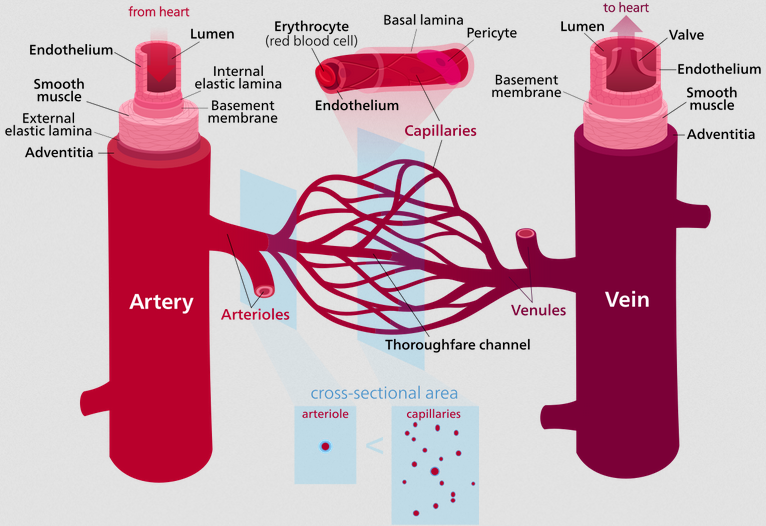 from heart
Lumen
Endothelium
Internal
elastic lamina
Smooth
muscle
Basement
membrane
External
elastic lamina
Adventitia
Erythrocyte
(red blood cell)
Basal lamina
Pericyte
Endothelium
Capillaries
to heart
Lumen
Valve
Endothelium
Basement
membrane
Smooth
muscle
Adventitia
Artery
Arterioles
Venules
Vein
Thoroughfare channel
cross-sectional area
arteriole
<
capillaries